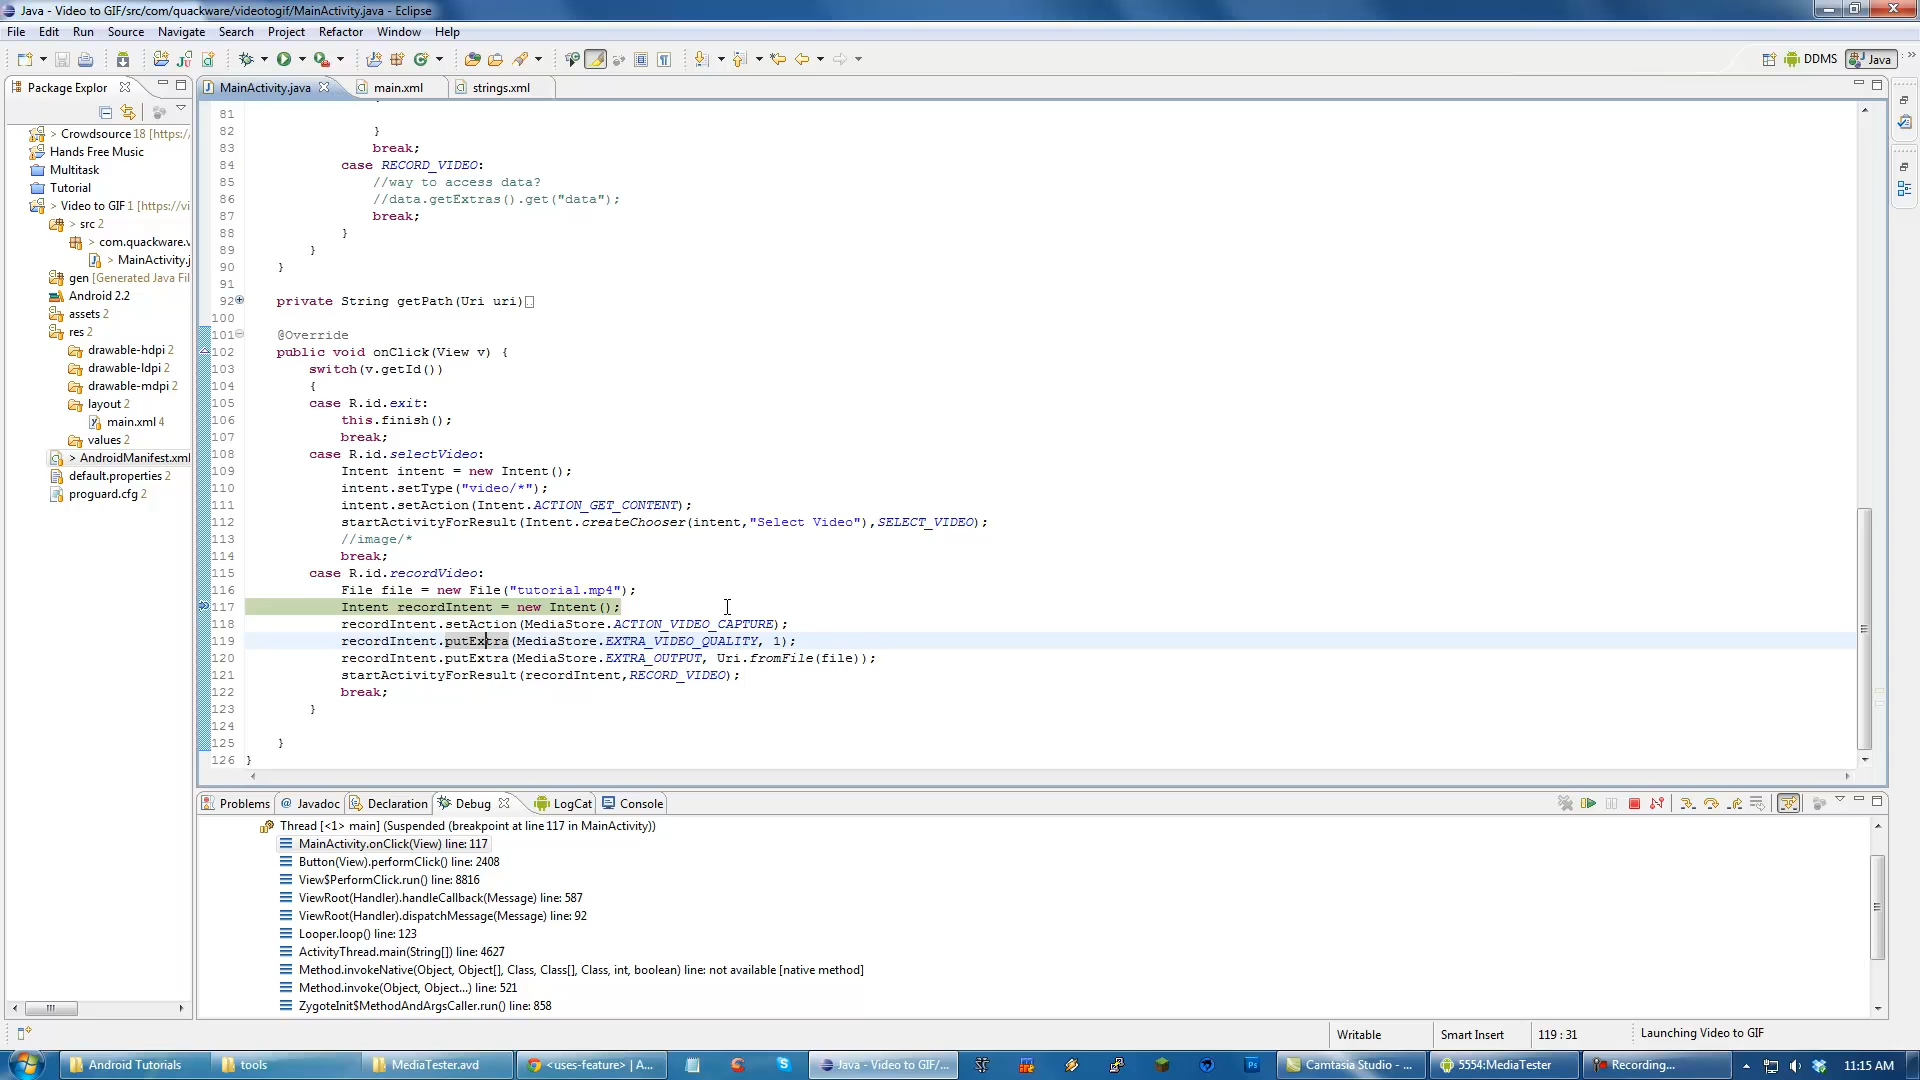 Java - Video to GIF/src/com/quackware/videotogif/MainActivity.java - Eclipse
File Edit Run Source Navigate Search Project Refactor Window Help
DDMS Java
Package Explor
MainActivity.java main.xml strings.xml
> Crowdsource 18 [https:/
Hands Free Music
Multitask
Tutorial
> Video to GIF 1 [https://vi
> src 2
> com.quackware.v
> MainActivity.j
gen [Generated Java Fil
Android 2.2
assets 2
res 2
drawable-hdpi 2
drawable-ldpi 2
drawable-mdpi 2
layout 2
main.xml 4
values 2
> AndroidManifest.xml
default.properties 2
proguard.cfg 2
81
82 }
83 break;
84 case RECORD_VIDEO:
85 //way to access data?
86 //data.getExtras().get("data");
87 break;
88 }
89 }
90 }
91
92 private String getPath(Uri uri)
100
101 @Override
102 public void onClick(View v) {
103 switch(v.getId())
104 {
105 case R.id.exit:
106 this.finish();
107 break;
108 case R.id.selectVideo:
109 Intent intent = new Intent();
110 intent.setType("video/*");
111 intent.setAction(Intent.ACTION_GET_CONTENT);
112 startActivityForResult(Intent.createChooser(intent,"Select Video"),SELECT_VIDEO);
113 //image/*
114 break;
115 case R.id.recordVideo:
116 File file = new File("tutorial.mp4");
117 Intent recordIntent = new Intent();
118 recordIntent.setAction(MediaStore.ACTION_VIDEO_CAPTURE);
119 recordIntent.putExtra(MediaStore.EXTRA_VIDEO_QUALITY, 1);
120 recordIntent.putExtra(MediaStore.EXTRA_OUTPUT, Uri.fromFile(file));
121 startActivityForResult(recordIntent,RECORD_VIDEO);
122 break;
123 }
124
125 }
126 }
Problems @ Javadoc Declaration Debug LogCat Console
Thread [<1> main] (Suspended (breakpoint at line 117 in MainActivity))
MainActivity.onClick(View) line: 117
Button(View).performClick() line: 2408
View$PerformClick.run() line: 8816
ViewRoot(Handler).handleCallback(Message) line: 587
ViewRoot(Handler).dispatchMessage(Message) line: 92
Looper.loop() line: 123
ActivityThread.main(String[]) line: 4627
Method.invokeNative(Object, Object[], Class, Class[], Class, int, boolean) line: not available [native method]
Method.invoke(Object, Object...) line: 521
ZygoteInit$MethodAndArgsCaller.run() line: 858
Writable Smart Insert 119 : 31 Launching Video to GIF
Android Tutorials tools MediaTester.avd <uses-feature> | A... Java - Video to GIF/... Camtasia Studio - ... 5554:MediaTester Recording... 11:15 AM